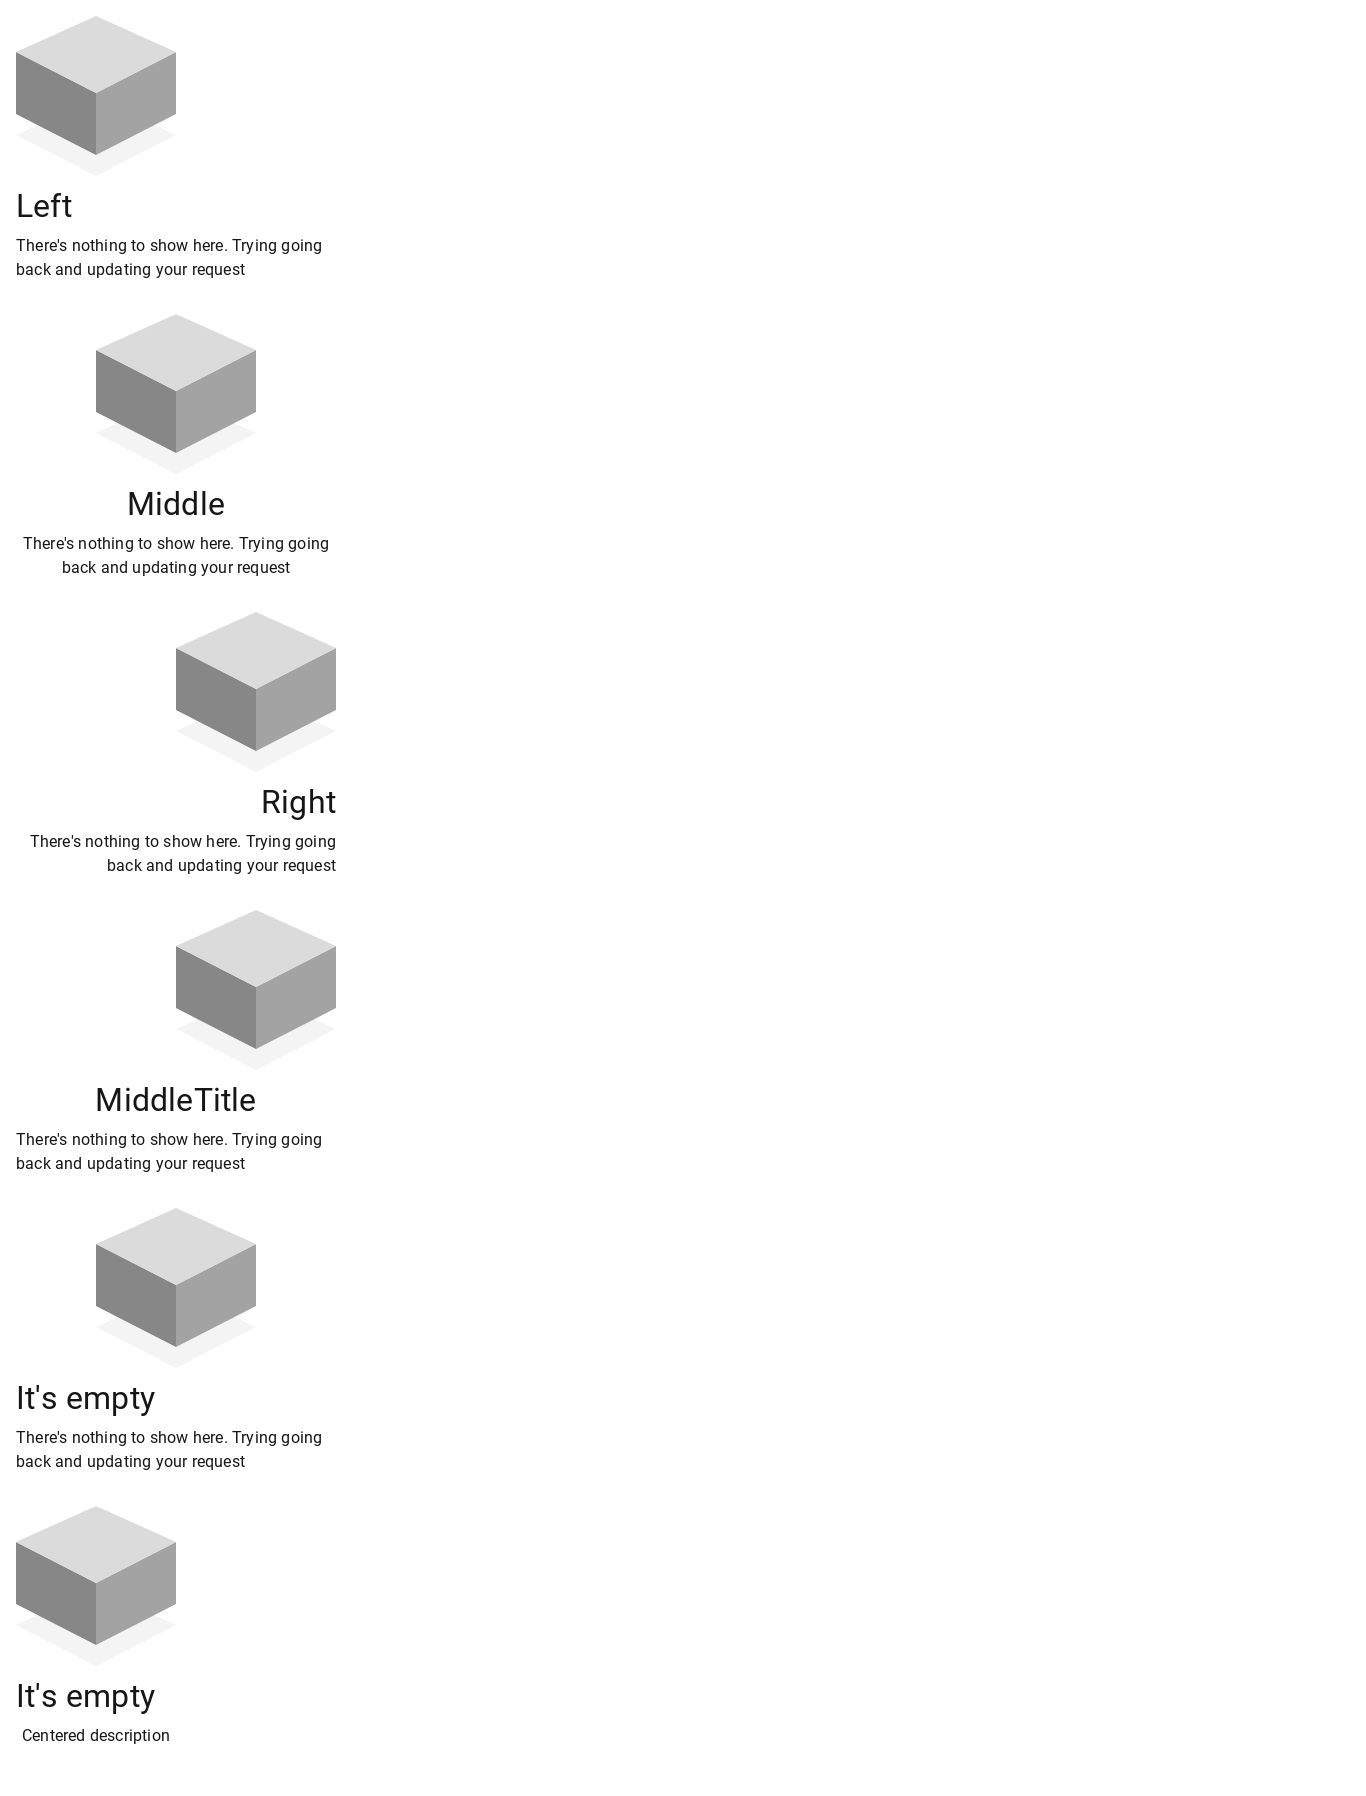 Left
There's nothing to show here. Trying going
back and updating your request
Middle
There's nothing to show here. Trying going
back and updating your request
Right
There's nothing to show here. Trying going
back and updating your request
MiddleTitle
There's nothing to show here. Trying going
back and updating your request
It's empty
There's nothing to show here. Trying going
back and updating your request
It's empty
Centered description